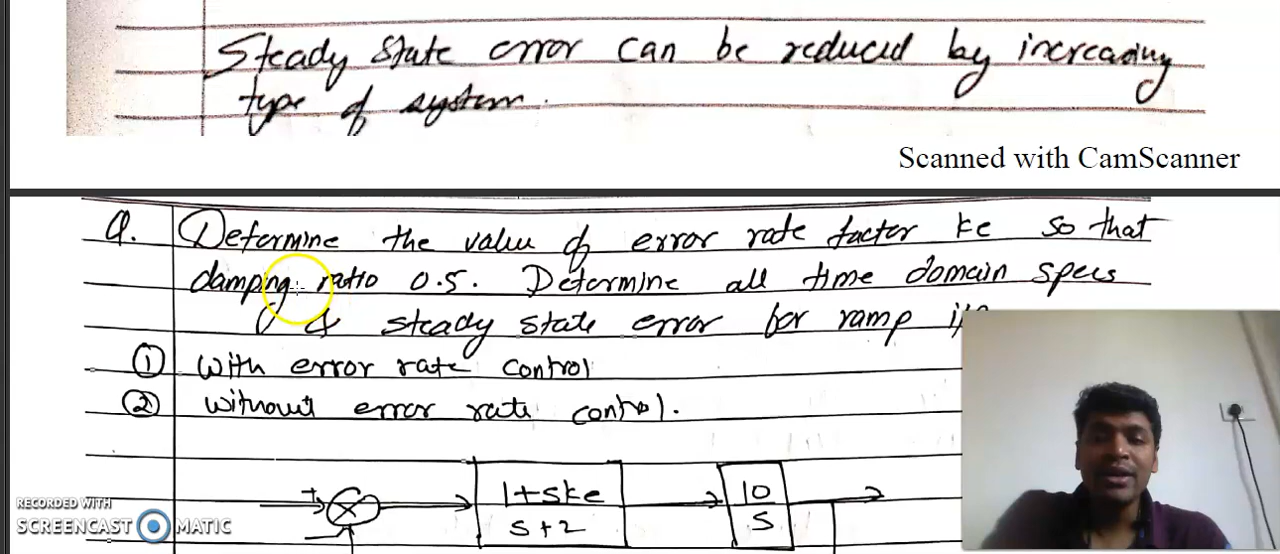 Steady state error can be reduced by increasing
type of system.
Scanned with CamScanner
Q. Determine the value of error rate factor ke so that
damping ratio 0.5. Determine all time domain specs
& steady state error for ramp i/p
① with error rate control
② without error rate control.
+ 1+ske 10
s+2 s
-
RECORDED WITH
SCREENCAST MATIC